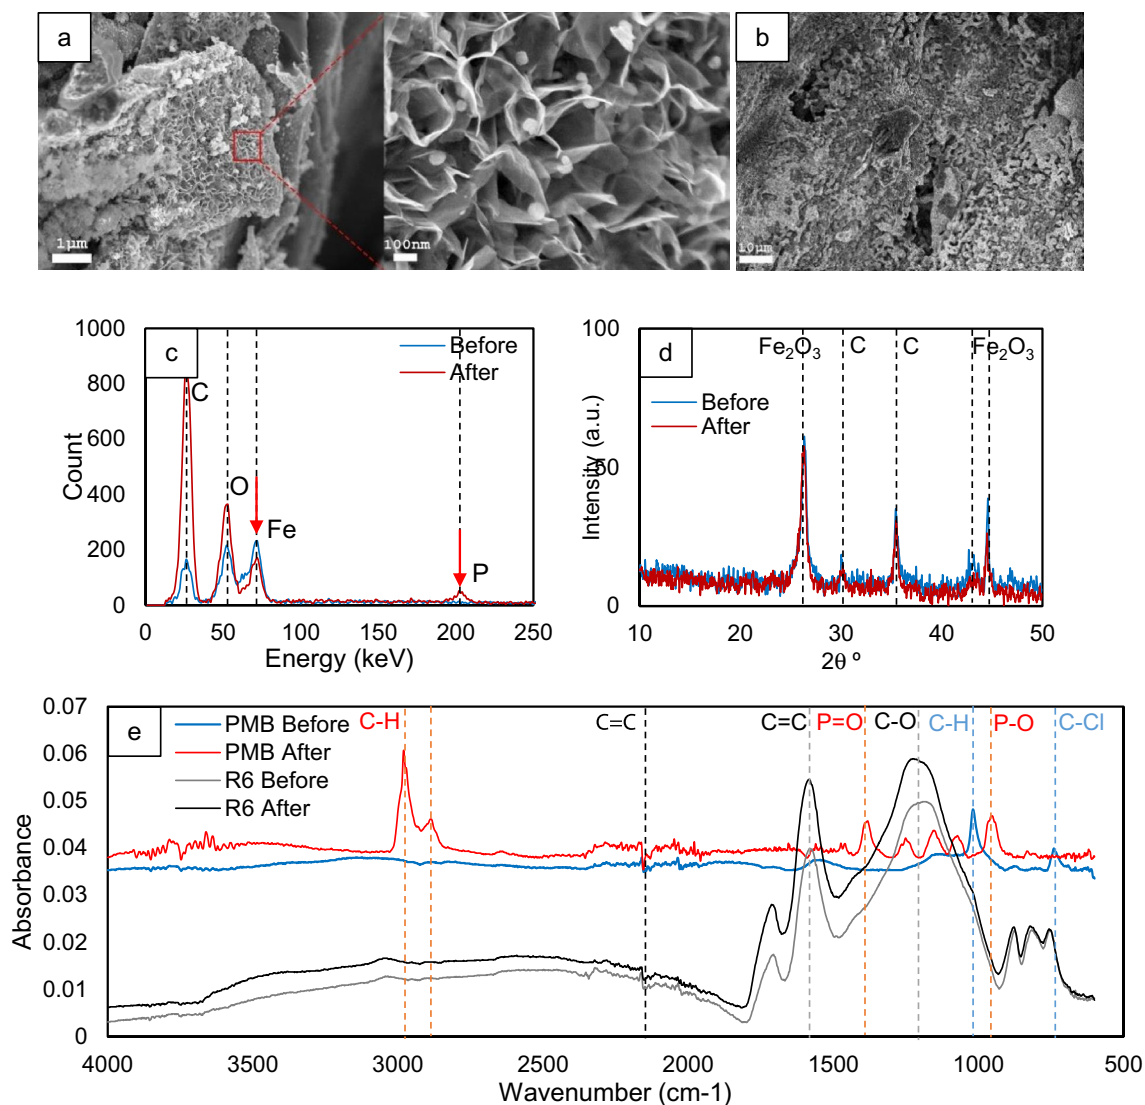 a
1μm
100nm
b
10μm
c
1000
800
600
400
200
0
Count
Before
After
C
O
Fe
P
0 50 100 150 200 250
Energy (keV)
d
100
50
0
Intensity (a.u.)
Fe₂O₃ C C Fe₂O₃
Before
After
10 20 30 40 50
2θ º
e
0.07
0.06
0.05
0.04
0.03
0.02
0.01
0
Absorbance
PMB Before
PMB After
R6 Before
R6 After
C-H C=C C=C P=O C-O C-H P-O C-Cl
4000 3500 3000 2500 2000 1500 1000 500
Wavenumber (cm-1)